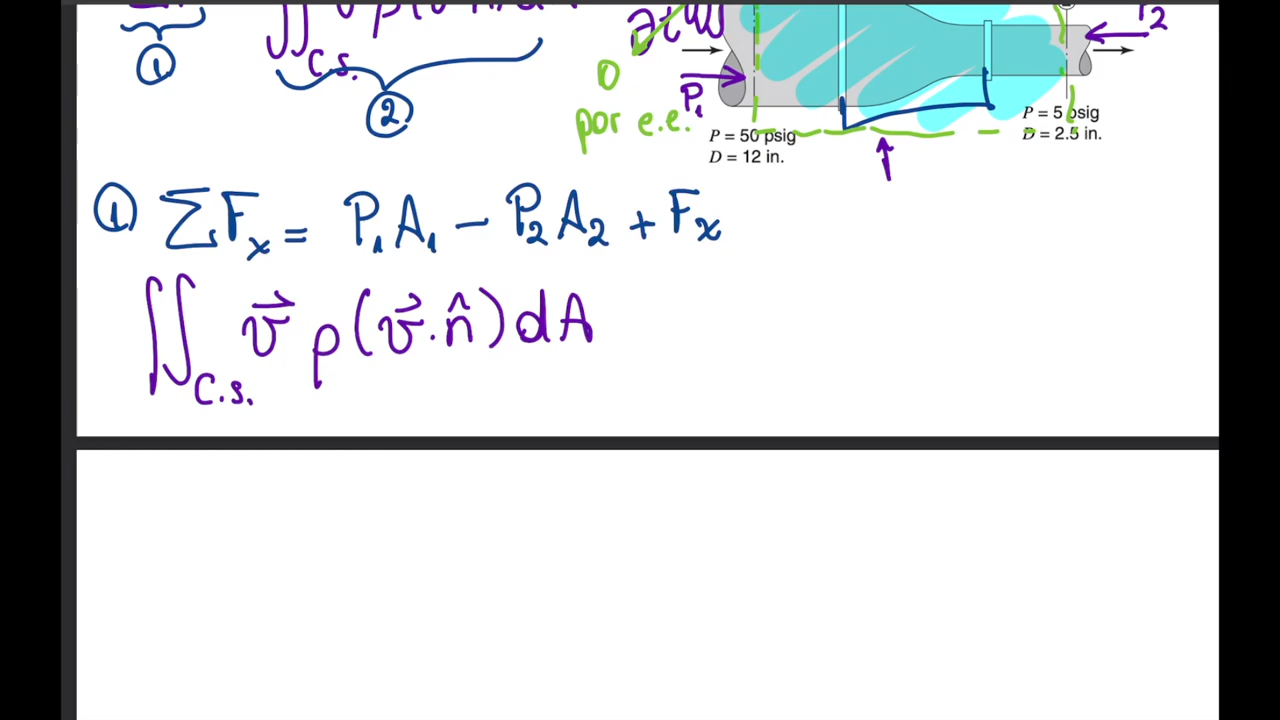 ①
C.s.
②
∂t
0
por e.e.
P₁
P = 50 psig
D = 12 in.
P = 5 psig
D = 2.5 in.
① ΣFₓ = P₁A₁ − P₂A₂ + Fₓ
∬C.s. v⃗ ρ(v⃗ · n̂) dA